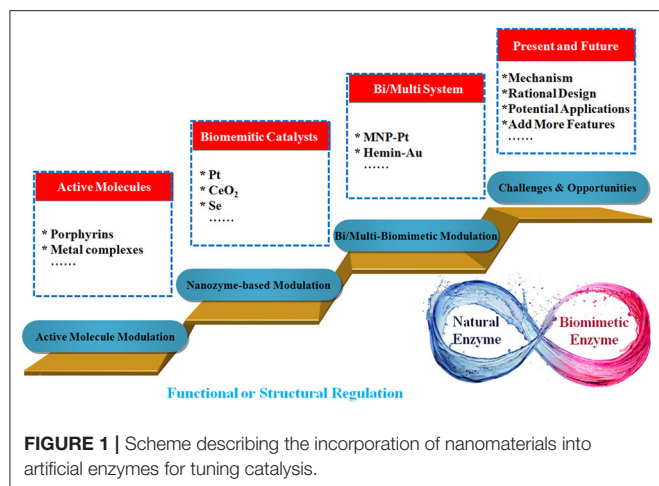 Present and Future
*Mechanism
*Rational Design
*Potential Applications
*Add More Features
……
Challenges & Opportunities
Bi/Multi System
* MNP-Pt
* Hemin-Au
……
Bi/Multi-Biomimetic Modulation
Biomemitic Catalysts
* Pt
* CeO₂
* Se
……
Nanozyme-based Modulation
Active Molecules
* Porphyrins
* Metal complexes
……
Active Molecule Modulation
Natural
Enzyme
Biomimetic
Enzyme
Functional or Structural Regulation
FIGURE 1 | Scheme describing the incorporation of nanomaterials into
artificial enzymes for tuning catalysis.